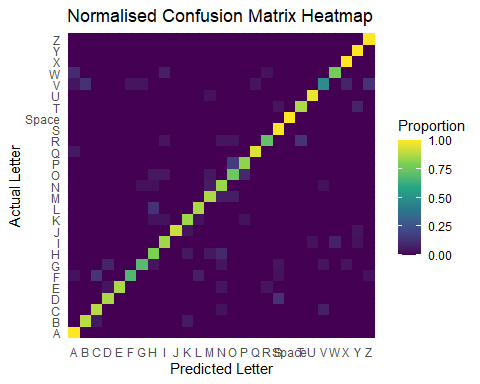 Normalised Confusion Matrix Heatmap
Z
Y
X
W
V
U
T
Space
S
R
Q
P
O
N
M
L
K
J
I
H
G
F
E
D
C
B
A
Actual Letter
A B C D E F G H I J K L M N O P Q R S Space T U V W X Y Z
Predicted Letter
Proportion
1.00
0.75
0.50
0.25
0.00